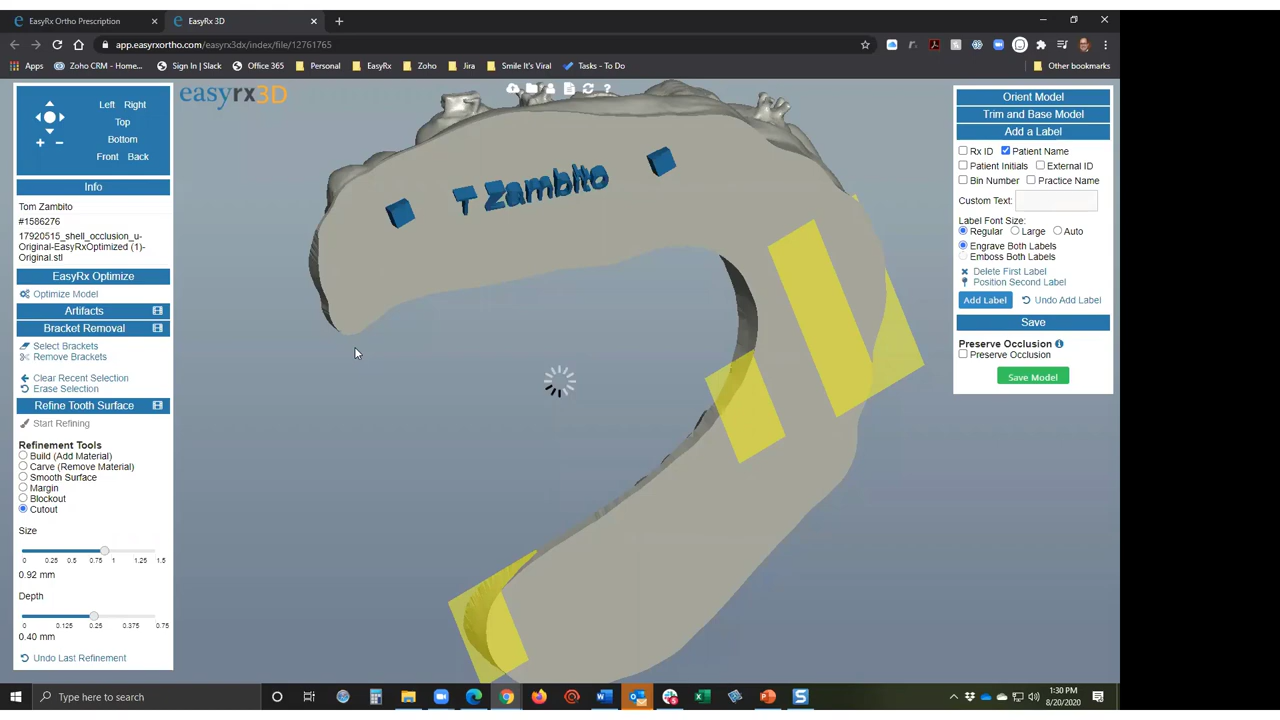 EasyRx Ortho Prescription
EasyRx 3D
app.easyrxortho.com/easyrx3dx/index/file/12761765
Apps
Zoho CRM - Home...
Sign In | Slack
Office 365
Personal
EasyRx
Zoho
Jira
Smile It's Viral
Tasks - To Do
Other bookmarks
Left Right
Top
Bottom
Front Back
Info
Tom Zambito
#1586276
17920515_shell_occlusion_u-
Original-EasyRxOptimized (1)-
Original.stl
EasyRx Optimize
Optimize Model
Artifacts
Bracket Removal
Select Brackets
Remove Brackets
Clear Recent Selection
Erase Selection
Refine Tooth Surface
Start Refining
Refinement Tools
Build (Add Material)
Carve (Remove Material)
Smooth Surface
Margin
Blockout
Cutout
Size
0 0.25 0.5 0.75 1 1.25 1.5
0.92 mm
Depth
0 0.125 0.25 0.375 0.75
0.40 mm
Undo Last Refinement
easyrx3D
T Zambito
Orient Model
Trim and Base Model
Add a Label
Rx ID Patient Name
Patient Initials External ID
Bin Number Practice Name
Custom Text:
Label Font Size:
Regular Large Auto
Engrave Both Labels
Emboss Both Labels
Delete First Label
Position Second Label
Add Label Undo Add Label
Save
Preserve Occlusion
Preserve Occlusion
Save Model
Type here to search
1:30 PM
8/20/2020